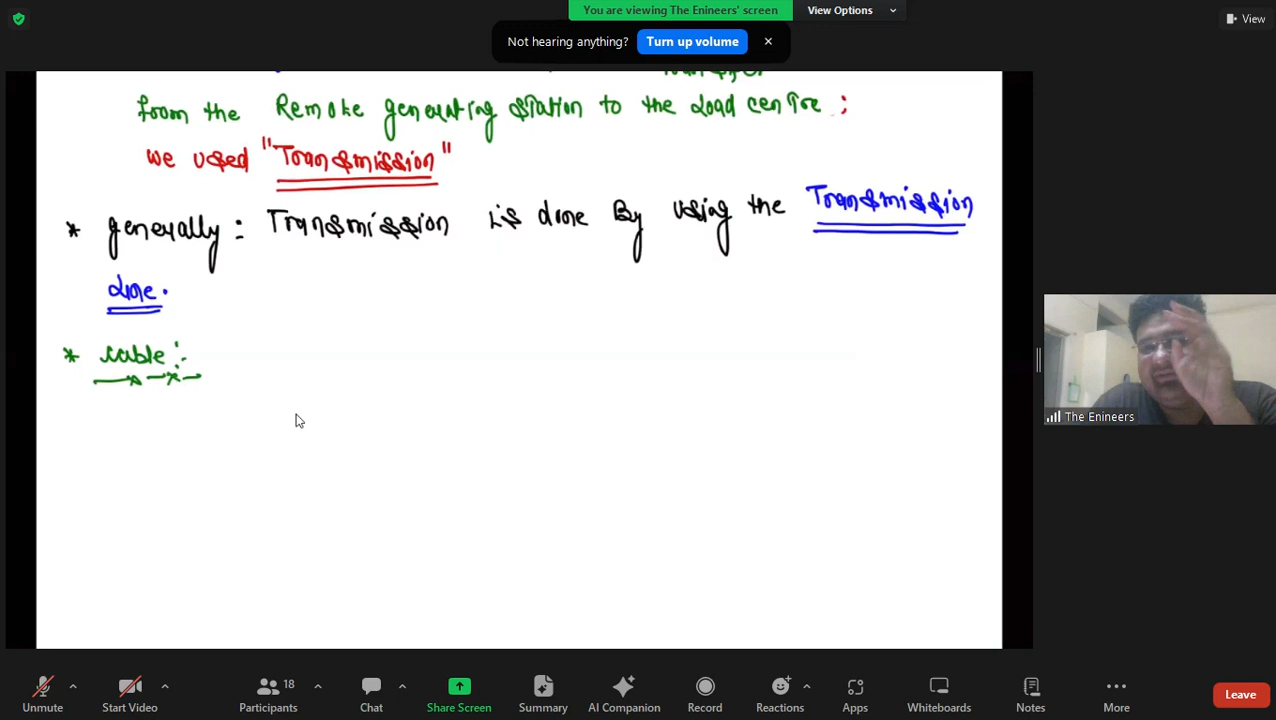 You are viewing The Enineers' screen
View Options
View
Not hearing anything?
Turn up volume
Transfer
from the Remote generating station to the Load centre :
we used "Transmission"
* generally : Transmission is done By using the Transmission
Line.
* cable :-
The Enineers
Unmute
Start Video
18
Participants
Chat
Share Screen
Summary
AI Companion
Record
Reactions
Apps
Whiteboards
Notes
More
Leave